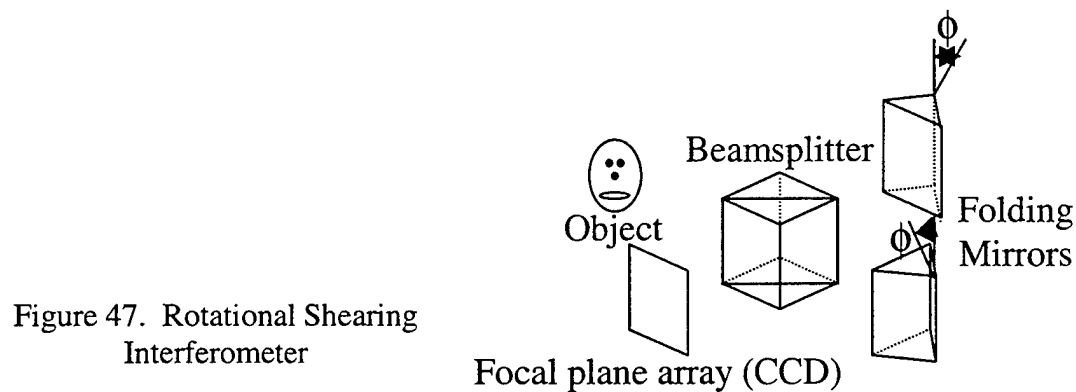 ϕ
Beamsplitter
Object
Folding
ϕ
Mirrors
Figure 47. Rotational Shearing
Interferometer
Focal plane array (CCD)